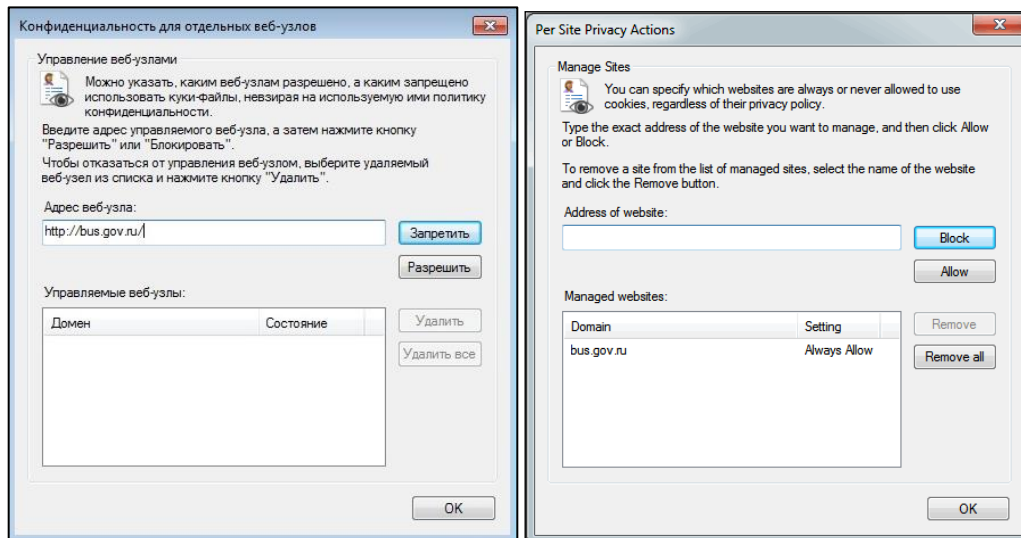 Конфиденциальность для отдельных веб-узлов
Управление веб-узлами
Можно указать, каким веб-узлам разрешено, а каким запрещено
использовать куки-файлы, невзирая на используемую ими политику
конфиденциальности.
Введите адрес управляемого веб-узла, а затем нажмите кнопку
"Разрешить" или "Блокировать".
Чтобы отказаться от управления веб-узлом, выберите удаляемый
веб-узел из списка и нажмите кнопку "Удалить".
Адрес веб-узла:
http://bus.gov.ru/
Запретить
Разрешить
Управляемые веб-узлы:
Домен Состояние
Удалить
Удалить все
OK
Per Site Privacy Actions
Manage Sites
You can specify which websites are always or never allowed to use
cookies, regardless of their privacy policy.
Type the exact address of the website you want to manage, and then click Allow
or Block.
To remove a site from the list of managed sites, select the name of the website
and click the Remove button.
Address of website:
Block
Allow
Managed websites:
Domain Setting
Remove
bus.gov.ru Always Allow
Remove all
OK